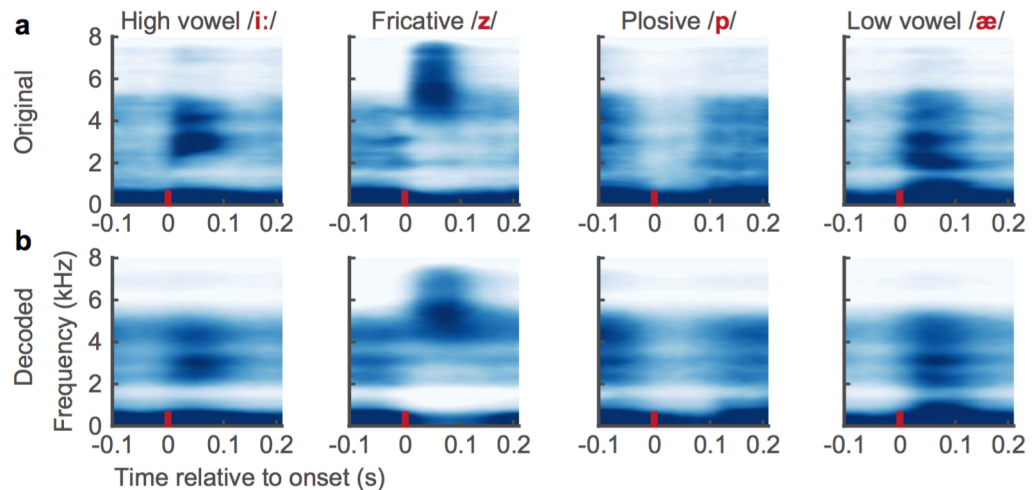 a
High vowel /i:/ Fricative /z/ Plosive /p/ Low vowel /æ/
Original
8
6
4
2
0
-0.1 0 0.1 0.2 -0.1 0 0.1 0.2 -0.1 0 0.1 0.2 -0.1 0 0.1 0.2
b
Decoded
Frequency (kHz)
8
6
4
2
0
-0.1 0 0.1 0.2 -0.1 0 0.1 0.2 -0.1 0 0.1 0.2 -0.1 0 0.1 0.2
Time relative to onset (s)